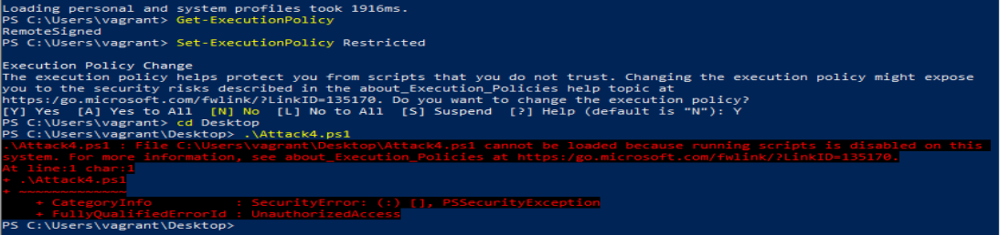 Loading personal and system profiles took 1916ms.
PS C:\Users\vagrant> Get-ExecutionPolicy
RemoteSigned
PS C:\Users\vagrant> Set-ExecutionPolicy Restricted
Execution Policy Change
The execution policy helps protect you from scripts that you do not trust. Changing the execution policy might expose
you to the security risks described in the about_Execution_Policies help topic at
https:/go.microsoft.com/fwlink/?LinkID=135170. Do you want to change the execution policy?
[Y] Yes  [A] Yes to All  [N] No  [L] No to All  [S] Suspend  [?] Help (default is "N"): Y
PS C:\Users\vagrant> cd Desktop
PS C:\Users\vagrant\Desktop> .\Attack4.ps1
.\Attack4.ps1 : File C:\Users\vagrant\Desktop\Attack4.ps1 cannot be loaded because running scripts is disabled on this
system. For more information, see about_Execution_Policies at https:/go.microsoft.com/fwlink/?LinkID=135170.
At line:1 char:1
+ .\Attack4.ps1
+ ~~~~~~~~~~~~~
    + CategoryInfo          : SecurityError: (:) [], PSSecurityException
    + FullyQualifiedErrorId : UnauthorizedAccess
PS C:\Users\vagrant\Desktop>